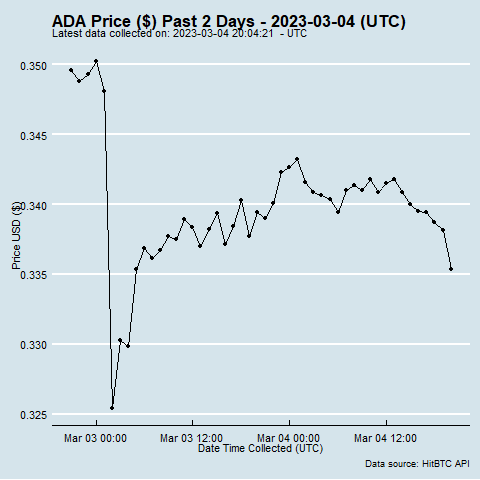 ADA Price ($) Past 2 Days - 2023-03-04 (UTC)
Latest data collected on: 2023-03-04 20:04:21 - UTC
0.350
0.345
0.340
Price USD ($)
0.335
0.330
0.325
Mar 03 00:00 Mar 03 12:00 Mar 04 00:00 Mar 04 12:00
Date Time Collected (UTC)
Data source: HitBTC API